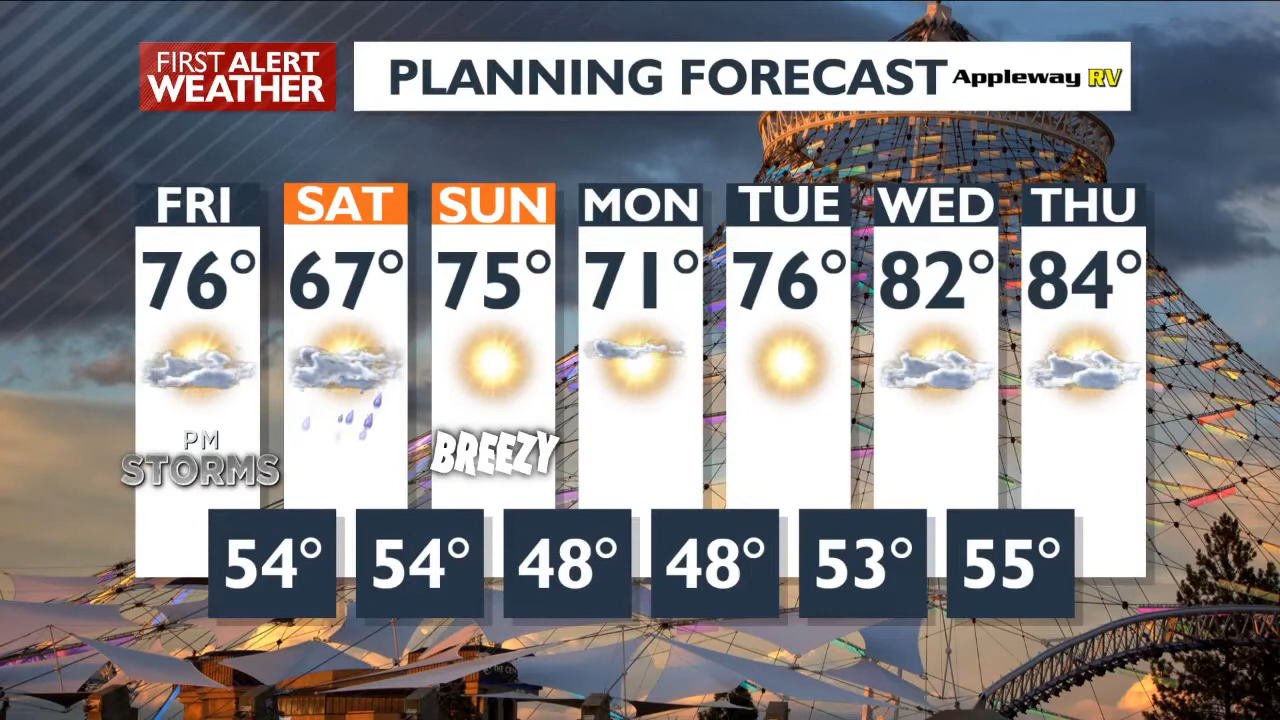 FIRST ALERT
WEATHER
PLANNING FORECAST
Appleway RV
FRI SAT SUN MON TUE WED THU
76° 67° 75° 71° 76° 82° 84°
PM
STORMS
BREEZY
54° 54° 48° 48° 53° 55°